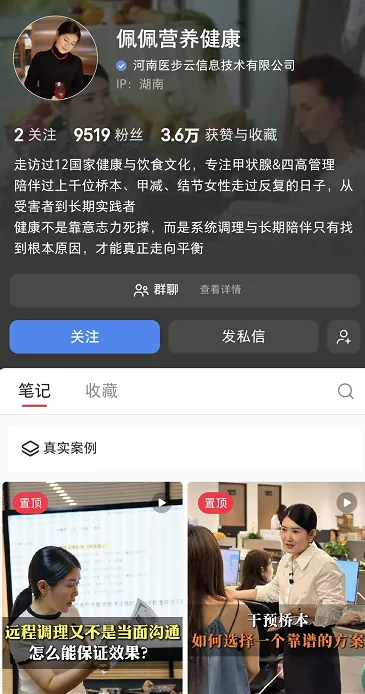 佩佩营养健康
河南医步云信息技术有限公司
IP：湖南
2 关注 9519 粉丝 3.6万 获赞与收藏
走访过12国家健康与饮食文化，专注甲状腺&四高管理
陪伴过上千位桥本、甲减、结节女性走过反复的日子，从
受害者到长期实践者
健康不是靠意志力死撑，而是系统调理与长期陪伴只有找
到根本原因，才能真正走向平衡
群聊 查看详情
关注 发私信
笔记 收藏
真实案例
置顶
远程调理又不是当面沟通
怎么能保证效果?
置顶
干预桥本
如何选择一个靠谱的方案